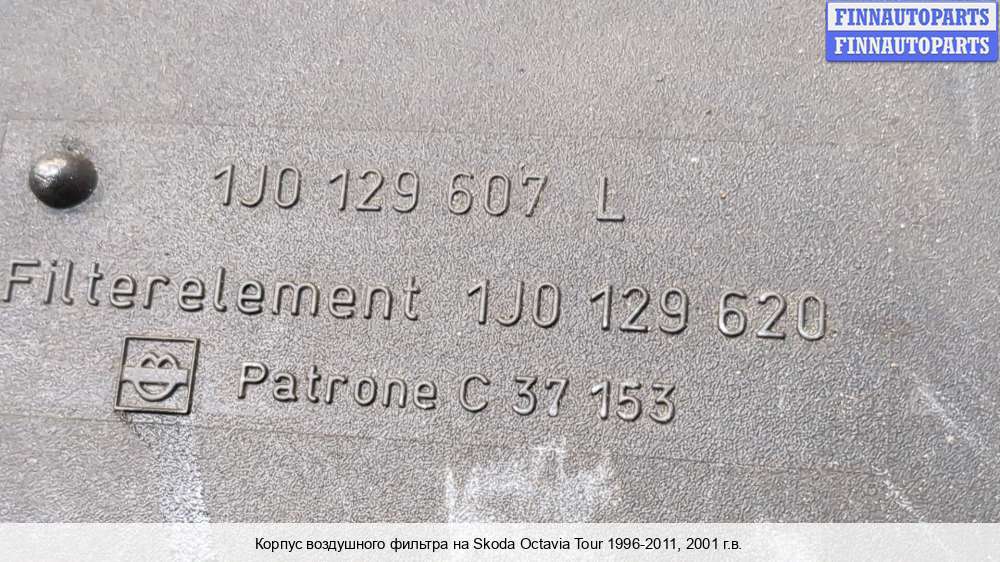 FINNAUTOPARTS
FINNAUTOPARTS
1J0 129 607 L
Filterelement 1J0 129 620
Patrone C 37 153
Корпус воздушного фильтра на Skoda Octavia Tour 1996-2011, 2001 г.в.